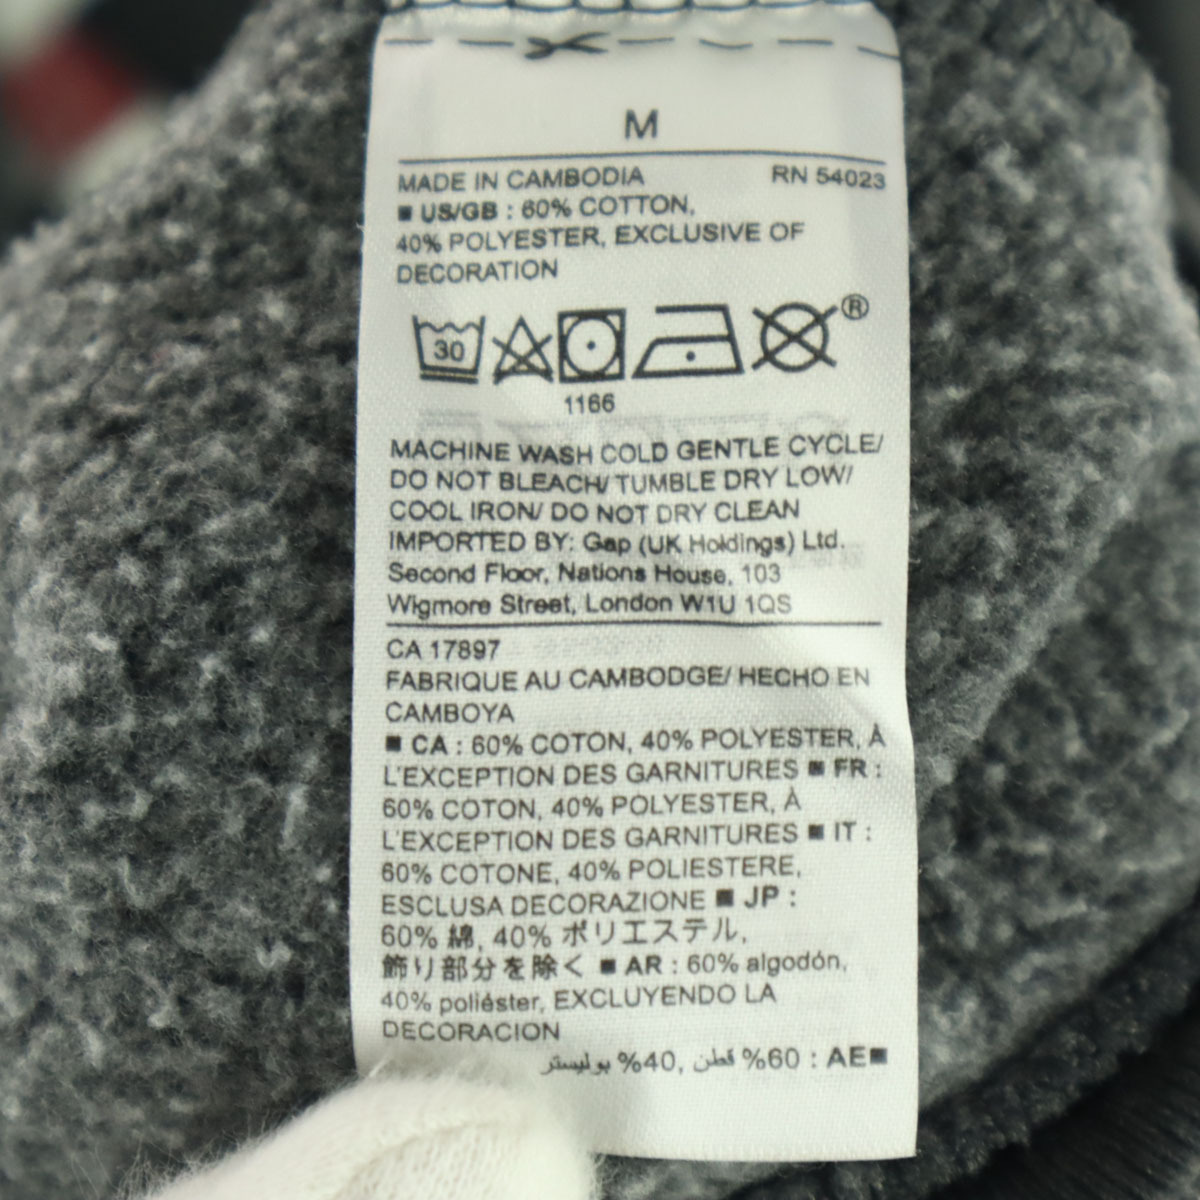 M
MADE IN CAMBODIA RN 54023
■ US/GB : 60% COTTON,
40% POLYESTER, EXCLUSIVE OF
DECORATION
30 ®
1166
MACHINE WASH COLD GENTLE CYCLE/
DO NOT BLEACH/ TUMBLE DRY LOW/
COOL IRON/ DO NOT DRY CLEAN
IMPORTED BY: Gap (UK Holdings) Ltd.
Second Floor, Nations House, 103
Wigmore Street, London W1U 1QS
CA 17897
FABRIQUE AU CAMBODGE/ HECHO EN
CAMBOYA
■ CA : 60% COTON, 40% POLYESTER, À
L'EXCEPTION DES GARNITURES ■ FR :
60% COTON, 40% POLYESTER, À
L'EXCEPTION DES GARNITURES ■ IT :
60% COTONE, 40% POLIESTERE,
ESCLUSA DECORAZIONE ■ JP :
60% 綿, 40% ポリエステル,
飾り部分を除く ■ AR : 60% algodón,
40% poliéster, EXCLUYENDO LA
DECORACION
■AE : 60% قطن, 40% بوليستر